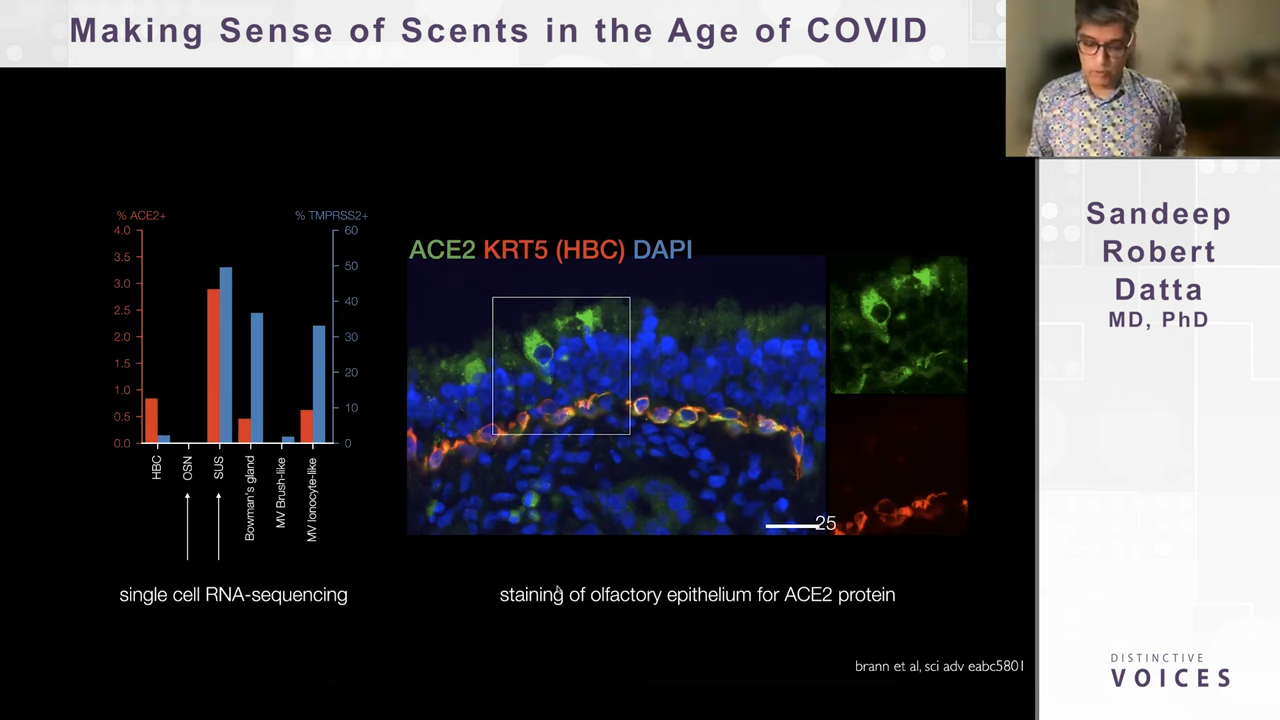 Making Sense of Scents in the Age of COVID
% ACE2+
% TMPRSS2+
4.0
3.5
3.0
2.5
2.0
1.5
1.0
0.5
0.0
60
50
40
30
20
10
0
HBC
OSN
SUS
Bowman's gland
MV Brush-like
MV Ionocyte-like
single cell RNA-sequencing
ACE2 KRT5 (HBC) DAPI
25
staining of olfactory epithelium for ACE2 protein
brann et al, sci adv eabc5801
Sandeep
Robert
Datta
MD, PhD
DISTINCTIVE
VOICES